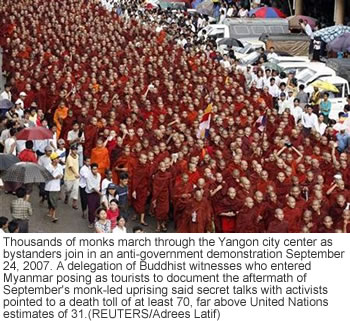 Thousands of monks march through the Yangon city center as
bystanders join in an anti-government demonstration September
24, 2007. A delegation of Buddhist witnesses who entered
Myanmar posing as tourists to document the aftermath of
September's monk-led uprising said secret talks with activists
pointed to a death toll of at least 70, far above United Nations
estimates of 31.(REUTERS/Adrees Latif)